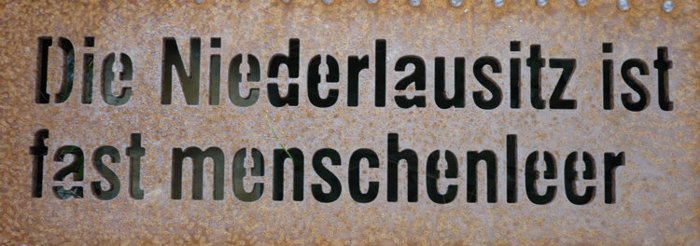 Die Niederlausitz ist
fast menschenleer